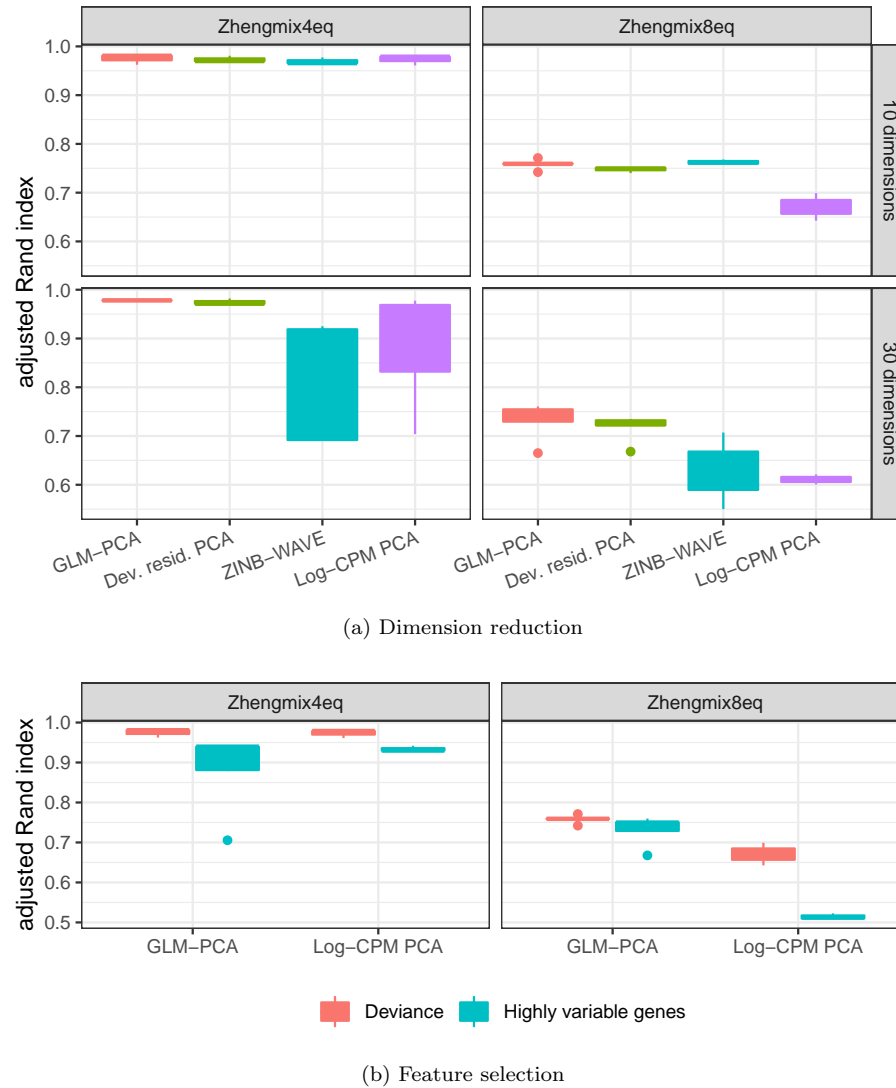 Zhengmix4eq Zhengmix8eq
adjusted Rand index
1.0
0.9
0.8
0.7
0.6
10 dimensions
1.0
0.9
0.8
0.7
0.6
30 dimensions
GLM−PCA Dev. resid. PCA ZINB−WAVE Log−CPM PCA GLM−PCA Dev. resid. PCA ZINB−WAVE Log−CPM PCA
(a) Dimension reduction
Zhengmix4eq Zhengmix8eq
adjusted Rand index
1.0
0.9
0.8
0.7
0.6
0.5
GLM−PCA Log−CPM PCA GLM−PCA Log−CPM PCA
Deviance Highly variable genes
(b) Feature selection